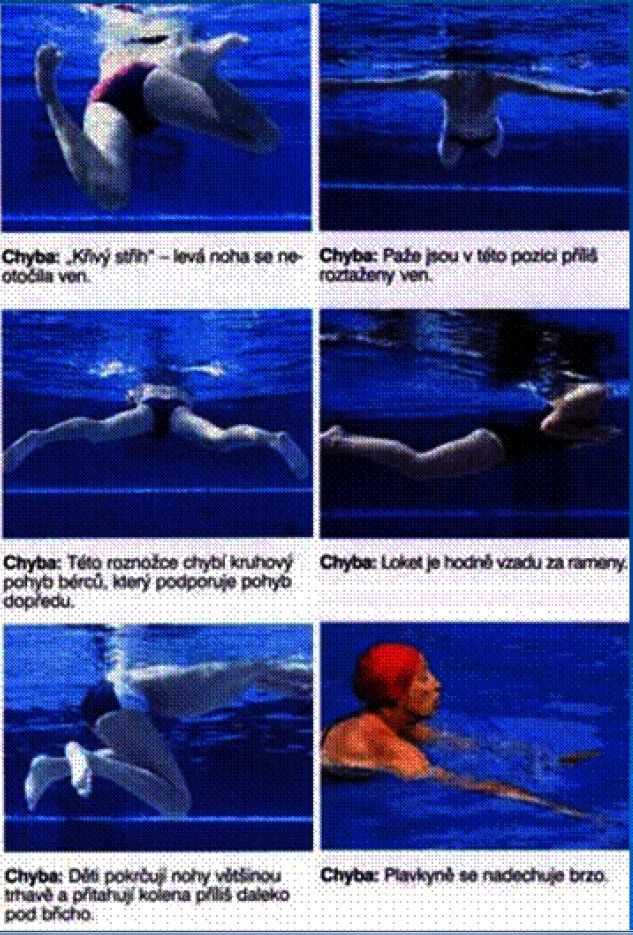 Chyba: „Křivý střih“ – levá noha se ne-
otočila ven.
Chyba: Paže jsou v této pozici příliš
roztaženy ven.
Chyba: Této roznožce chybí kruhový
pohyb bérců, který podporuje pohyb
dopředu.
Chyba: Loket je hodně vzadu za rameny.
Chyba: Děti pokrčují nohy většinou
trhavě a přitahují kolena příliš daleko
pod břicho.
Chyba: Plavkyně se nadechuje brzo.